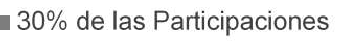 30% de las Participaciones